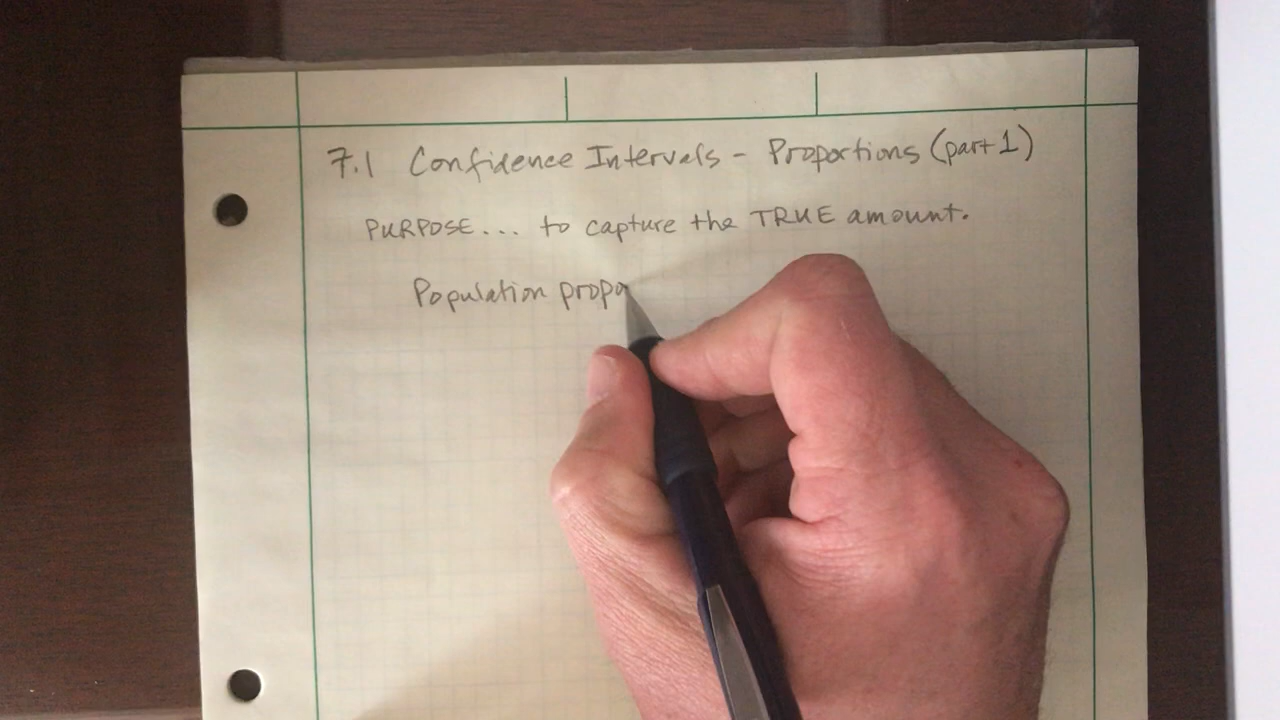 7.1 Confidence Intervals - Proportions (part 1)
PURPOSE... to capture the TRUE amount.
Population propo